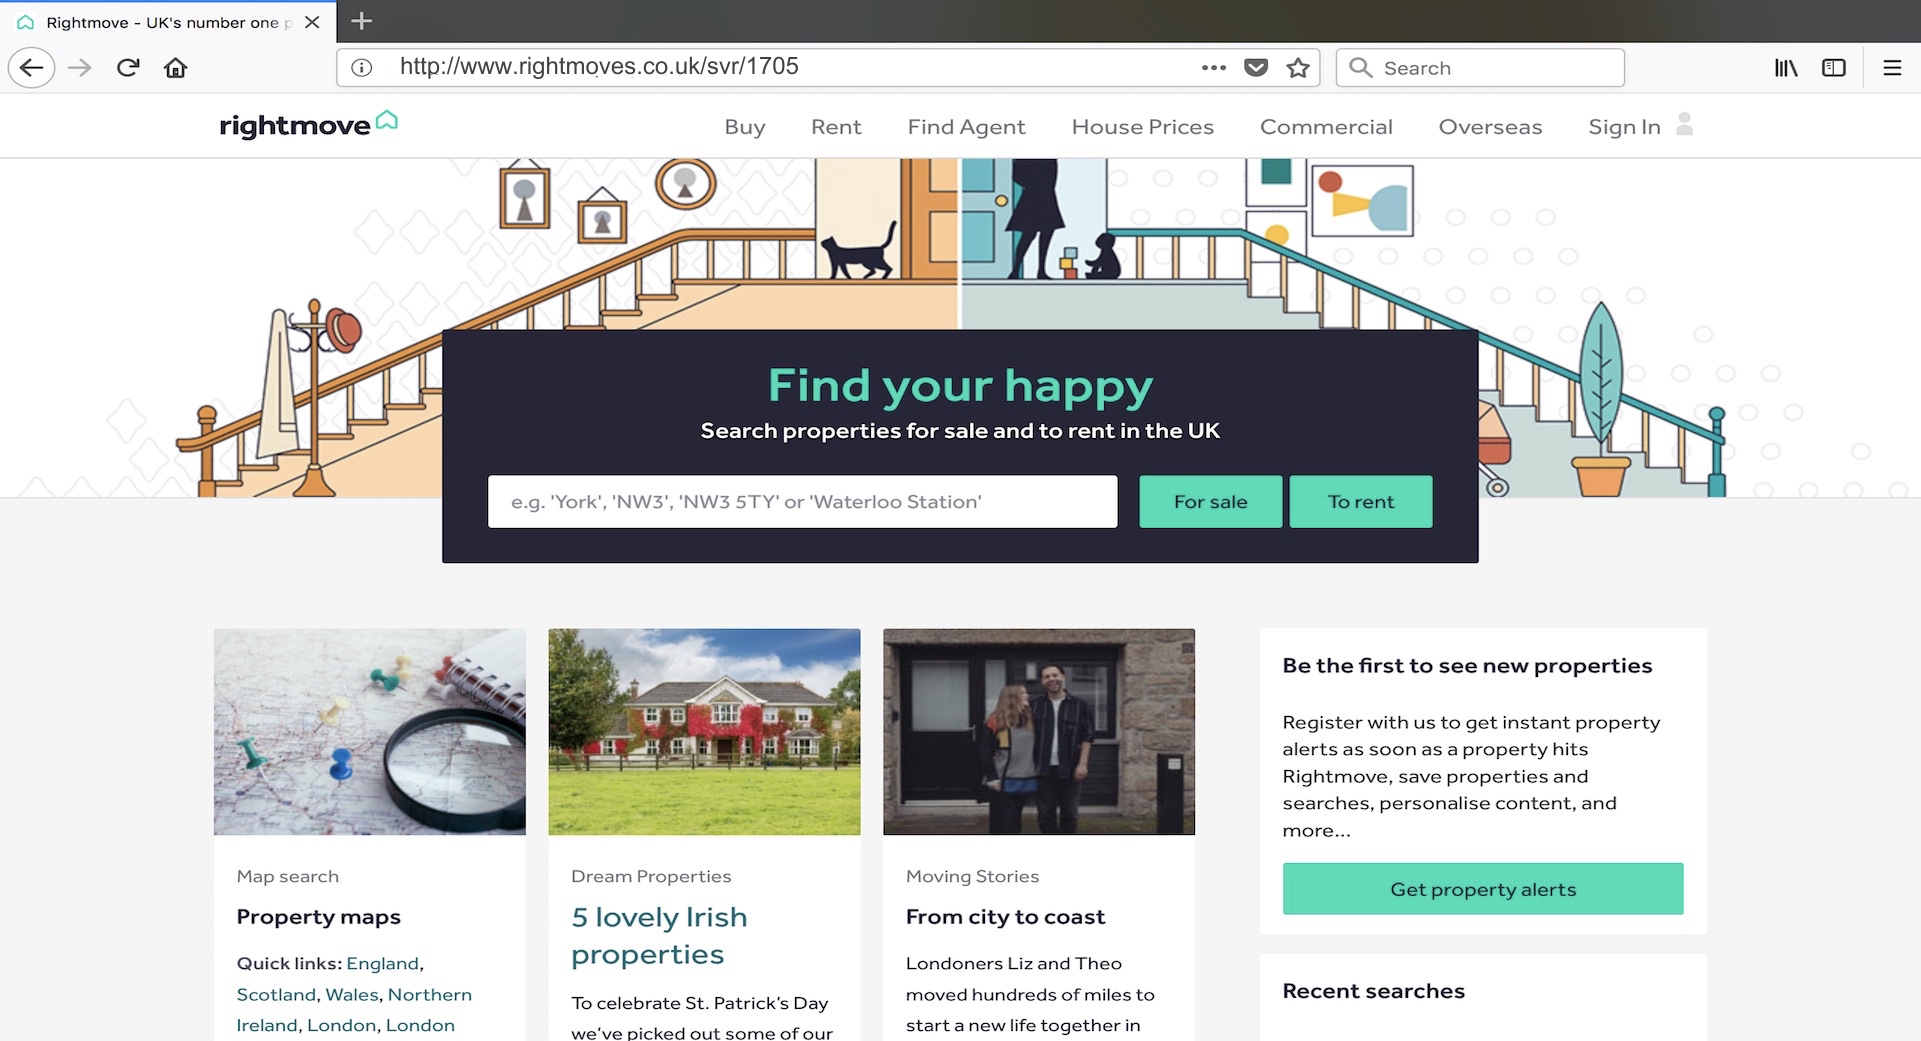 Rightmove - UK's number one p
http://www.rightmoves.co.uk/svr/1705
Search
rightmove
Buy Rent Find Agent House Prices Commercial Overseas Sign In
Find your happy
Search properties for sale and to rent in the UK
e.g. 'York', 'NW3', 'NW3 5TY' or 'Waterloo Station'
For sale
To rent
Map search
Property maps
Quick links: England,
Scotland, Wales, Northern
Ireland, London, London
Dream Properties
5 lovely Irish
properties
To celebrate St. Patrick's Day
we've picked out some of our
Moving Stories
From city to coast
Londoners Liz and Theo
moved hundreds of miles to
start a new life together in
Be the first to see new properties
Register with us to get instant property
alerts as soon as a property hits
Rightmove, save properties and
searches, personalise content, and
more...
Get property alerts
Recent searches